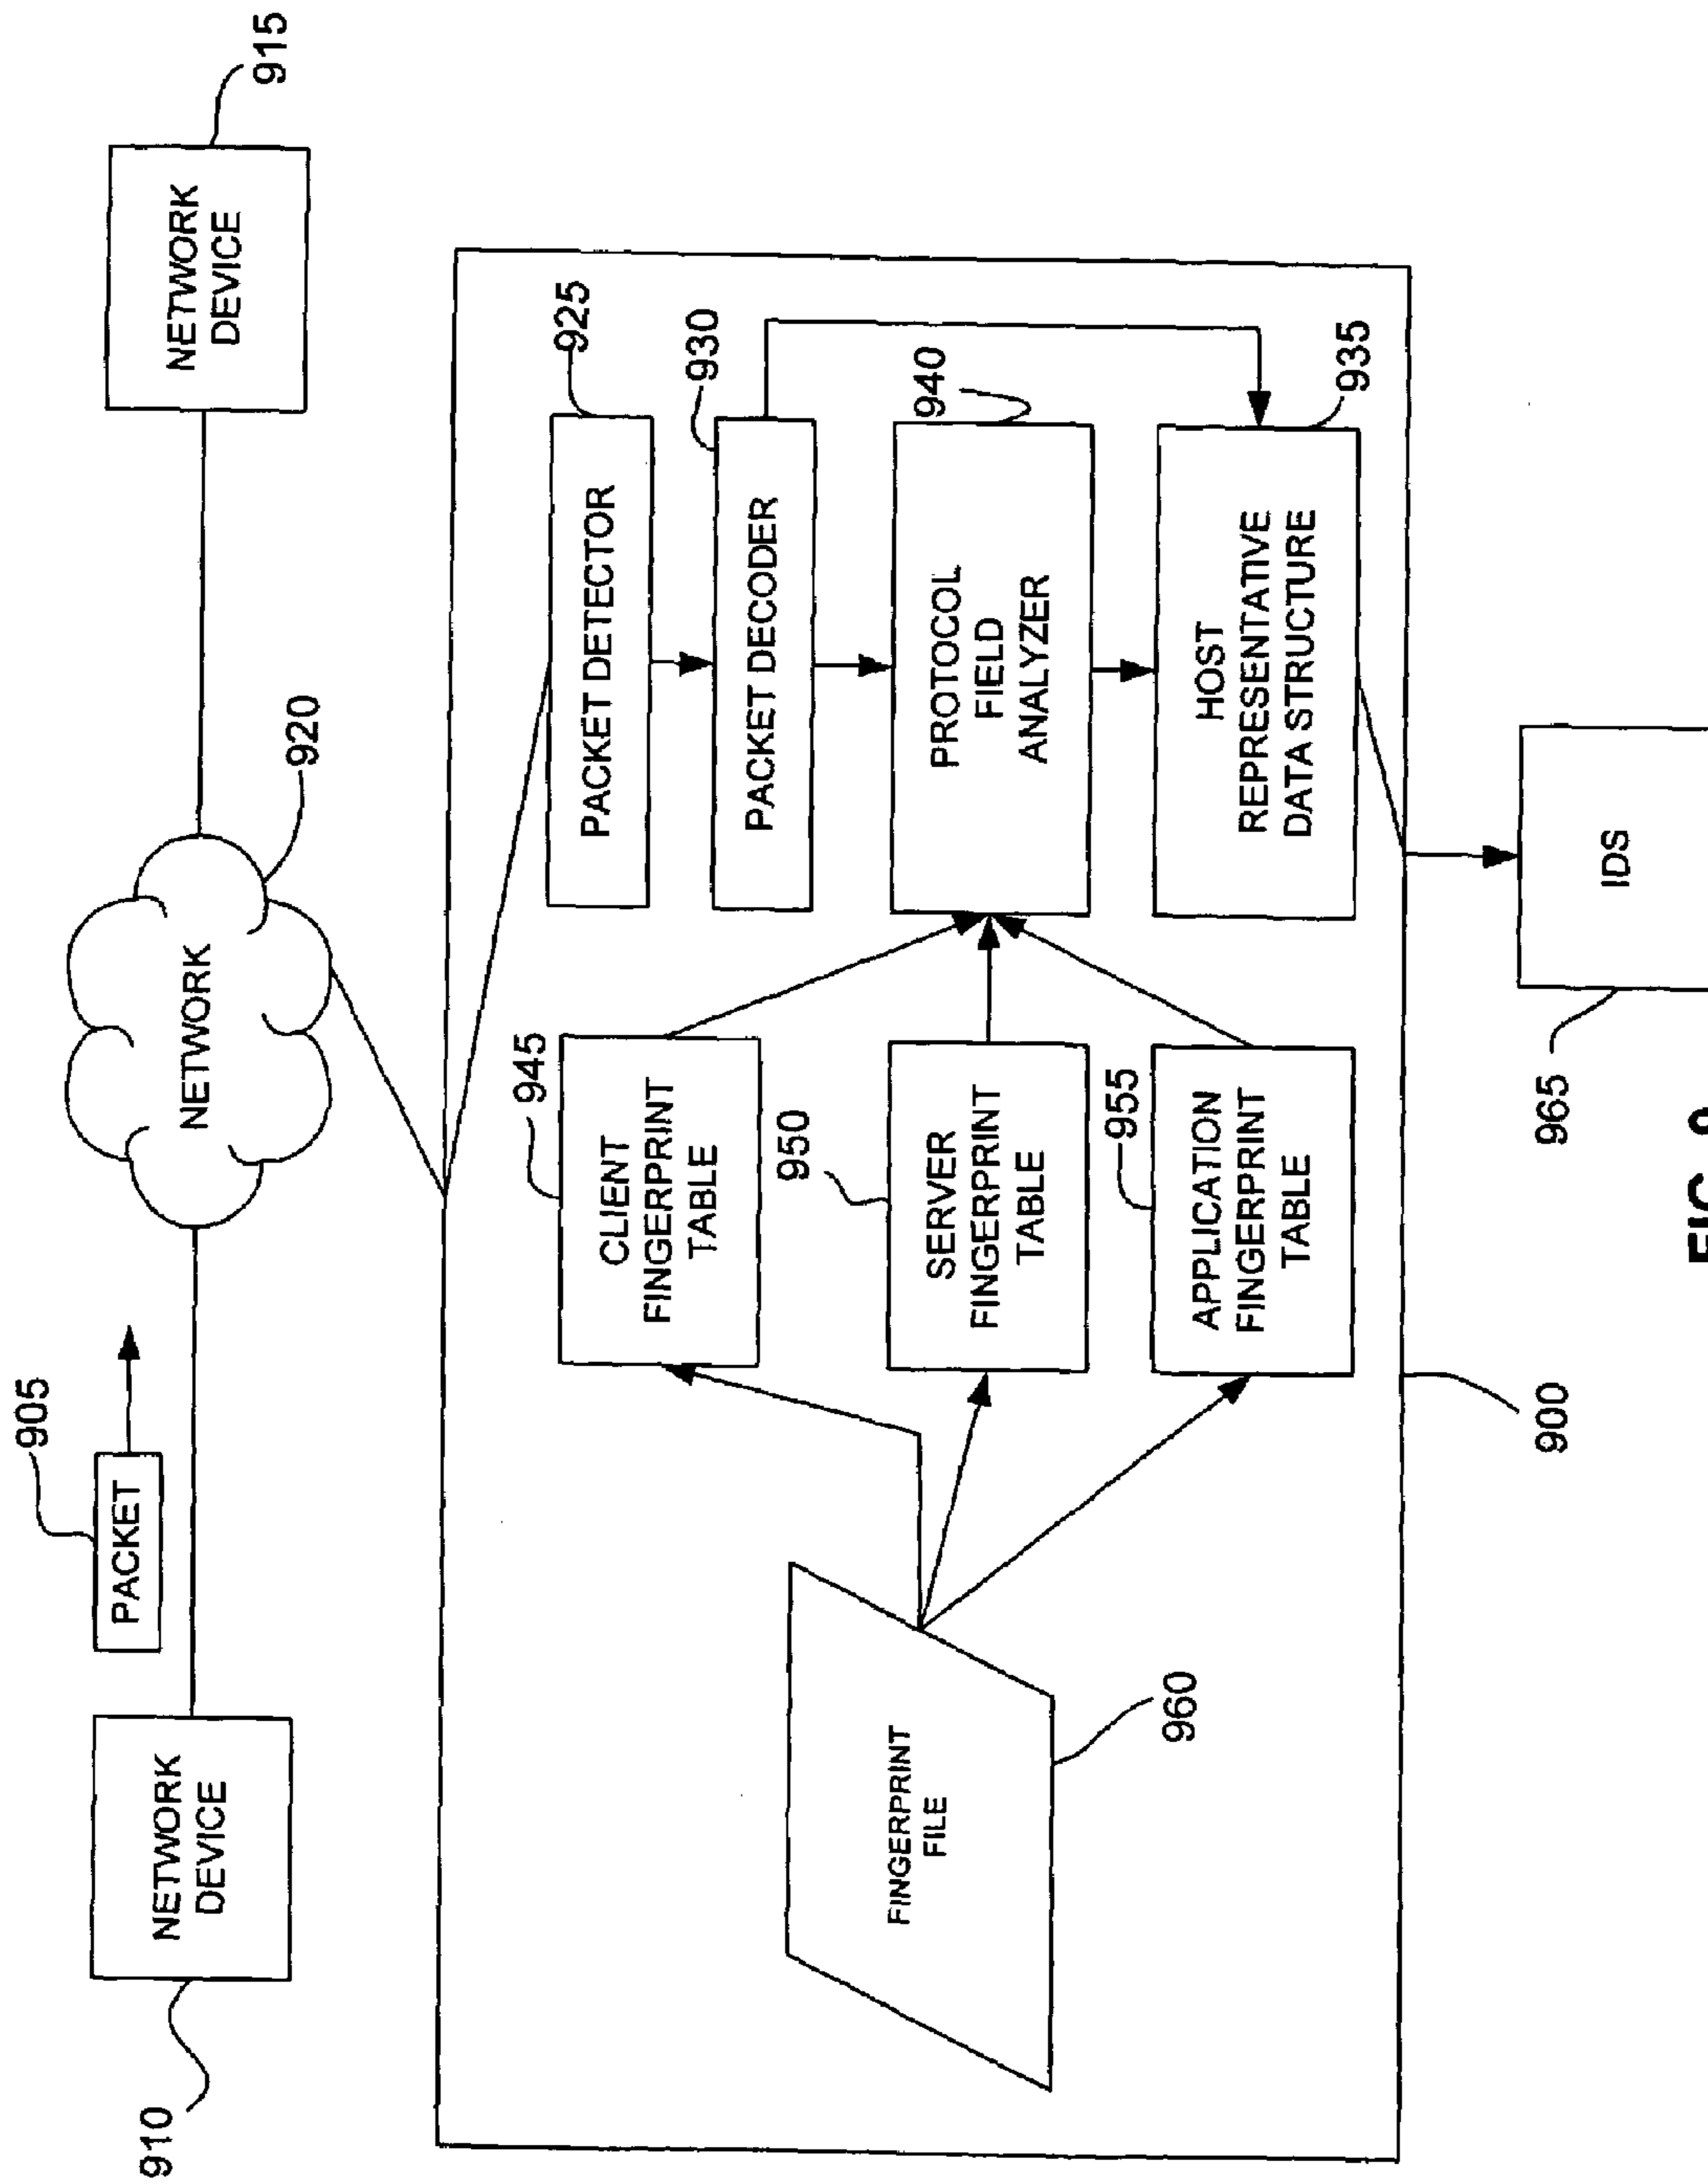 905
PACKET
910
NETWORK
DEVICE
NETWORK
920
NETWORK
DEVICE
915
FINGERPRINT
FILE
960
945
CLIENT
FINGERPRINT
TABLE
950
SERVER
FINGERPRINT
TABLE
955
APPLICATION
FINGERPRINT
TABLE
PACKET DETECTOR
925
PACKET DECODER
930
PROTOCOL
FIELD
ANALYZER
940
HOST
REPRESENTATIVE
DATA STRUCTURE
935
900
965
IDS
FIG. 9